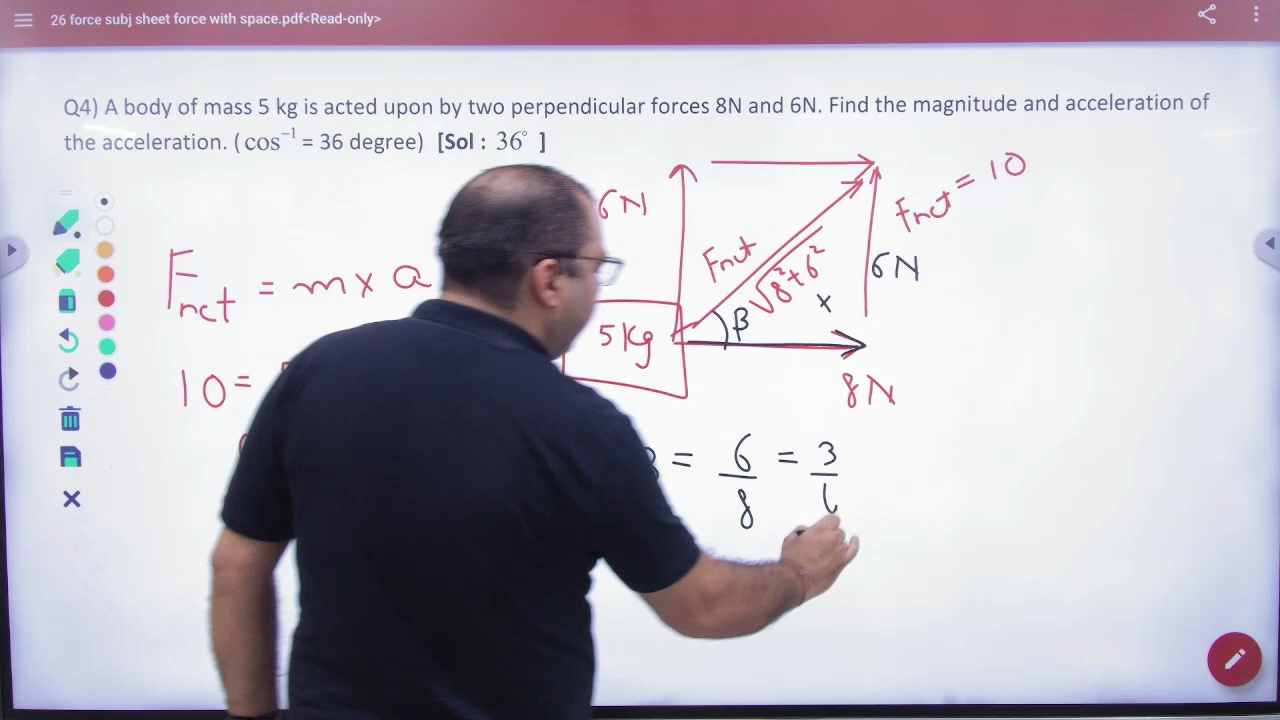 26 force subj sheet force with space.pdf<Read-only>
Q4) A body of mass 5 kg is acted upon by two perpendicular forces 8N and 6N. Find the magnitude and acceleration of
the acceleration. ( cos⁻¹ = 36 degree) [Sol : 36° ]
6N
Fnet = 10
Fnet
√8²+6²
6N
Fnet = m x a
5 kg
β
x
8N
10 =
= 6/8 = 3/